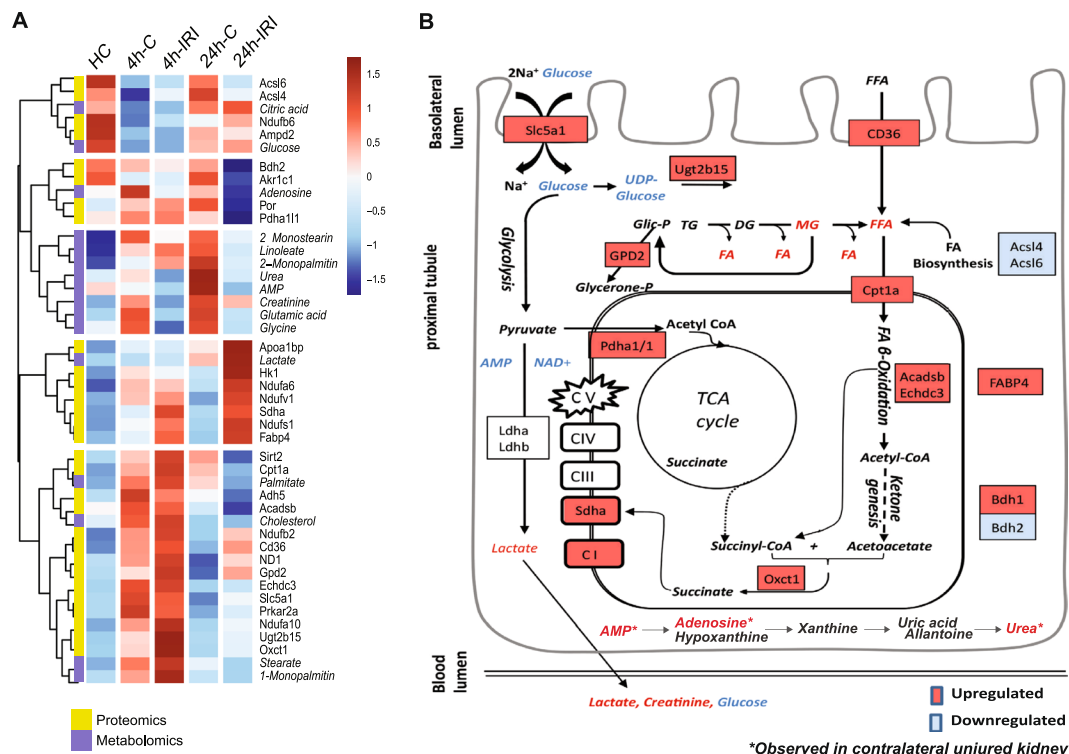 A
HC
4h-C
4h-IRI
24h-C
24h-IRI
Acsl6
Acsl4
Citric acid
Ndufb6
Ampd2
Glucose
Bdh2
Akr1c1
Adenosine
Por
Pdha1l1
2 Monostearin
Linoleate
2-Monopalmitin
Urea
AMP
Creatinine
Glutamic acid
Glycine
Apoa1bp
Lactate
Hk1
Ndufa6
Ndufv1
Sdha
Ndufs1
Fabp4
Sirt2
Cpt1a
Palmitate
Adh5
Acadsb
Cholesterol
Ndufb2
Cd36
ND1
Gpd2
Echdc3
Slc5a1
Prkar2a
Ndufa10
Ugt2b15
Oxct1
Stearate
1-Monopalmitin
1.5
1
0.5
0
−0.5
−1
−1.5
Proteomics
Metabolomics
B
Basolateral lumen
proximal tubule
Blood lumen
2Na+ Glucose
Slc5a1
Na+ Glucose
UDP-
Glucose
Ugt2b15
FFA
CD36
Glic-P TG DG MG FFA
FA FA FA
GPD2
Glycerone-P
FA
Biosynthesis
Acsl4
Acsl6
Cpt1a
Glycolysis
Pyruvate
Acetyl CoA
Pdha1/1
AMP NAD+
Ldha
Ldhb
Lactate
C V
CIV
CIII
Sdha
C I
TCA
cycle
Succinate
FA β-Oxidation
Acadsb
Echdc3
FABP4
Acetyl-CoA
Ketone
genesis
Bdh1
Bdh2
Succinyl-CoA + Acetoacetate
Oxct1
Succinate
AMP*
Adenosine*
Hypoxanthine
Xanthine
Uric acid
Allantoine
Urea*
Lactate, Creatinine, Glucose
Upregulated
Downregulated
*Observed in contralateral uniured kidney